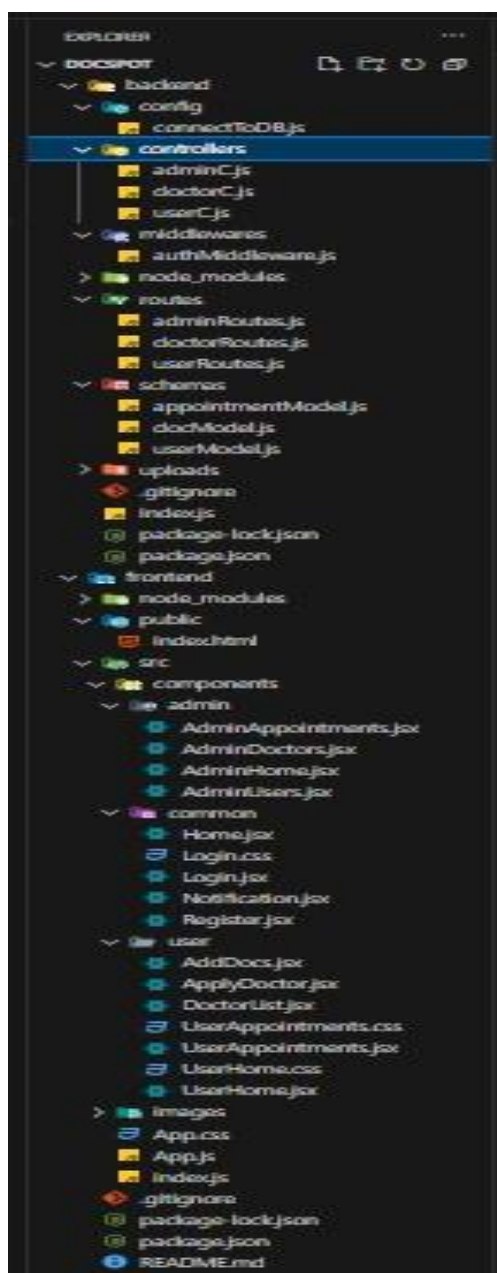 EXPLORER
DOCSPOT
backend
config
connectToDB.js
controllers
adminC.js
doctorC.js
userC.js
middlewares
authMiddleware.js
node_modules
routes
adminRoutes.js
doctorRoutes.js
userRoutes.js
schemas
appointmentModel.js
docModel.js
userModel.js
uploads
.gitignore
index.js
package-lock.json
package.json
frontend
node_modules
public
index.html
src
components
admin
AdminAppointments.jsx
AdminDoctors.jsx
AdminHome.jsx
AdminUsers.jsx
common
Home.jsx
Login.css
Login.jsx
Notification.jsx
Register.jsx
user
AddDocs.jsx
ApplyDoctor.jsx
DoctorList.jsx
UserAppointments.css
UserAppointments.jsx
UserHome.css
UserHome.jsx
images
App.css
App.js
index.js
.gitignore
package-lock.json
package.json
README.md